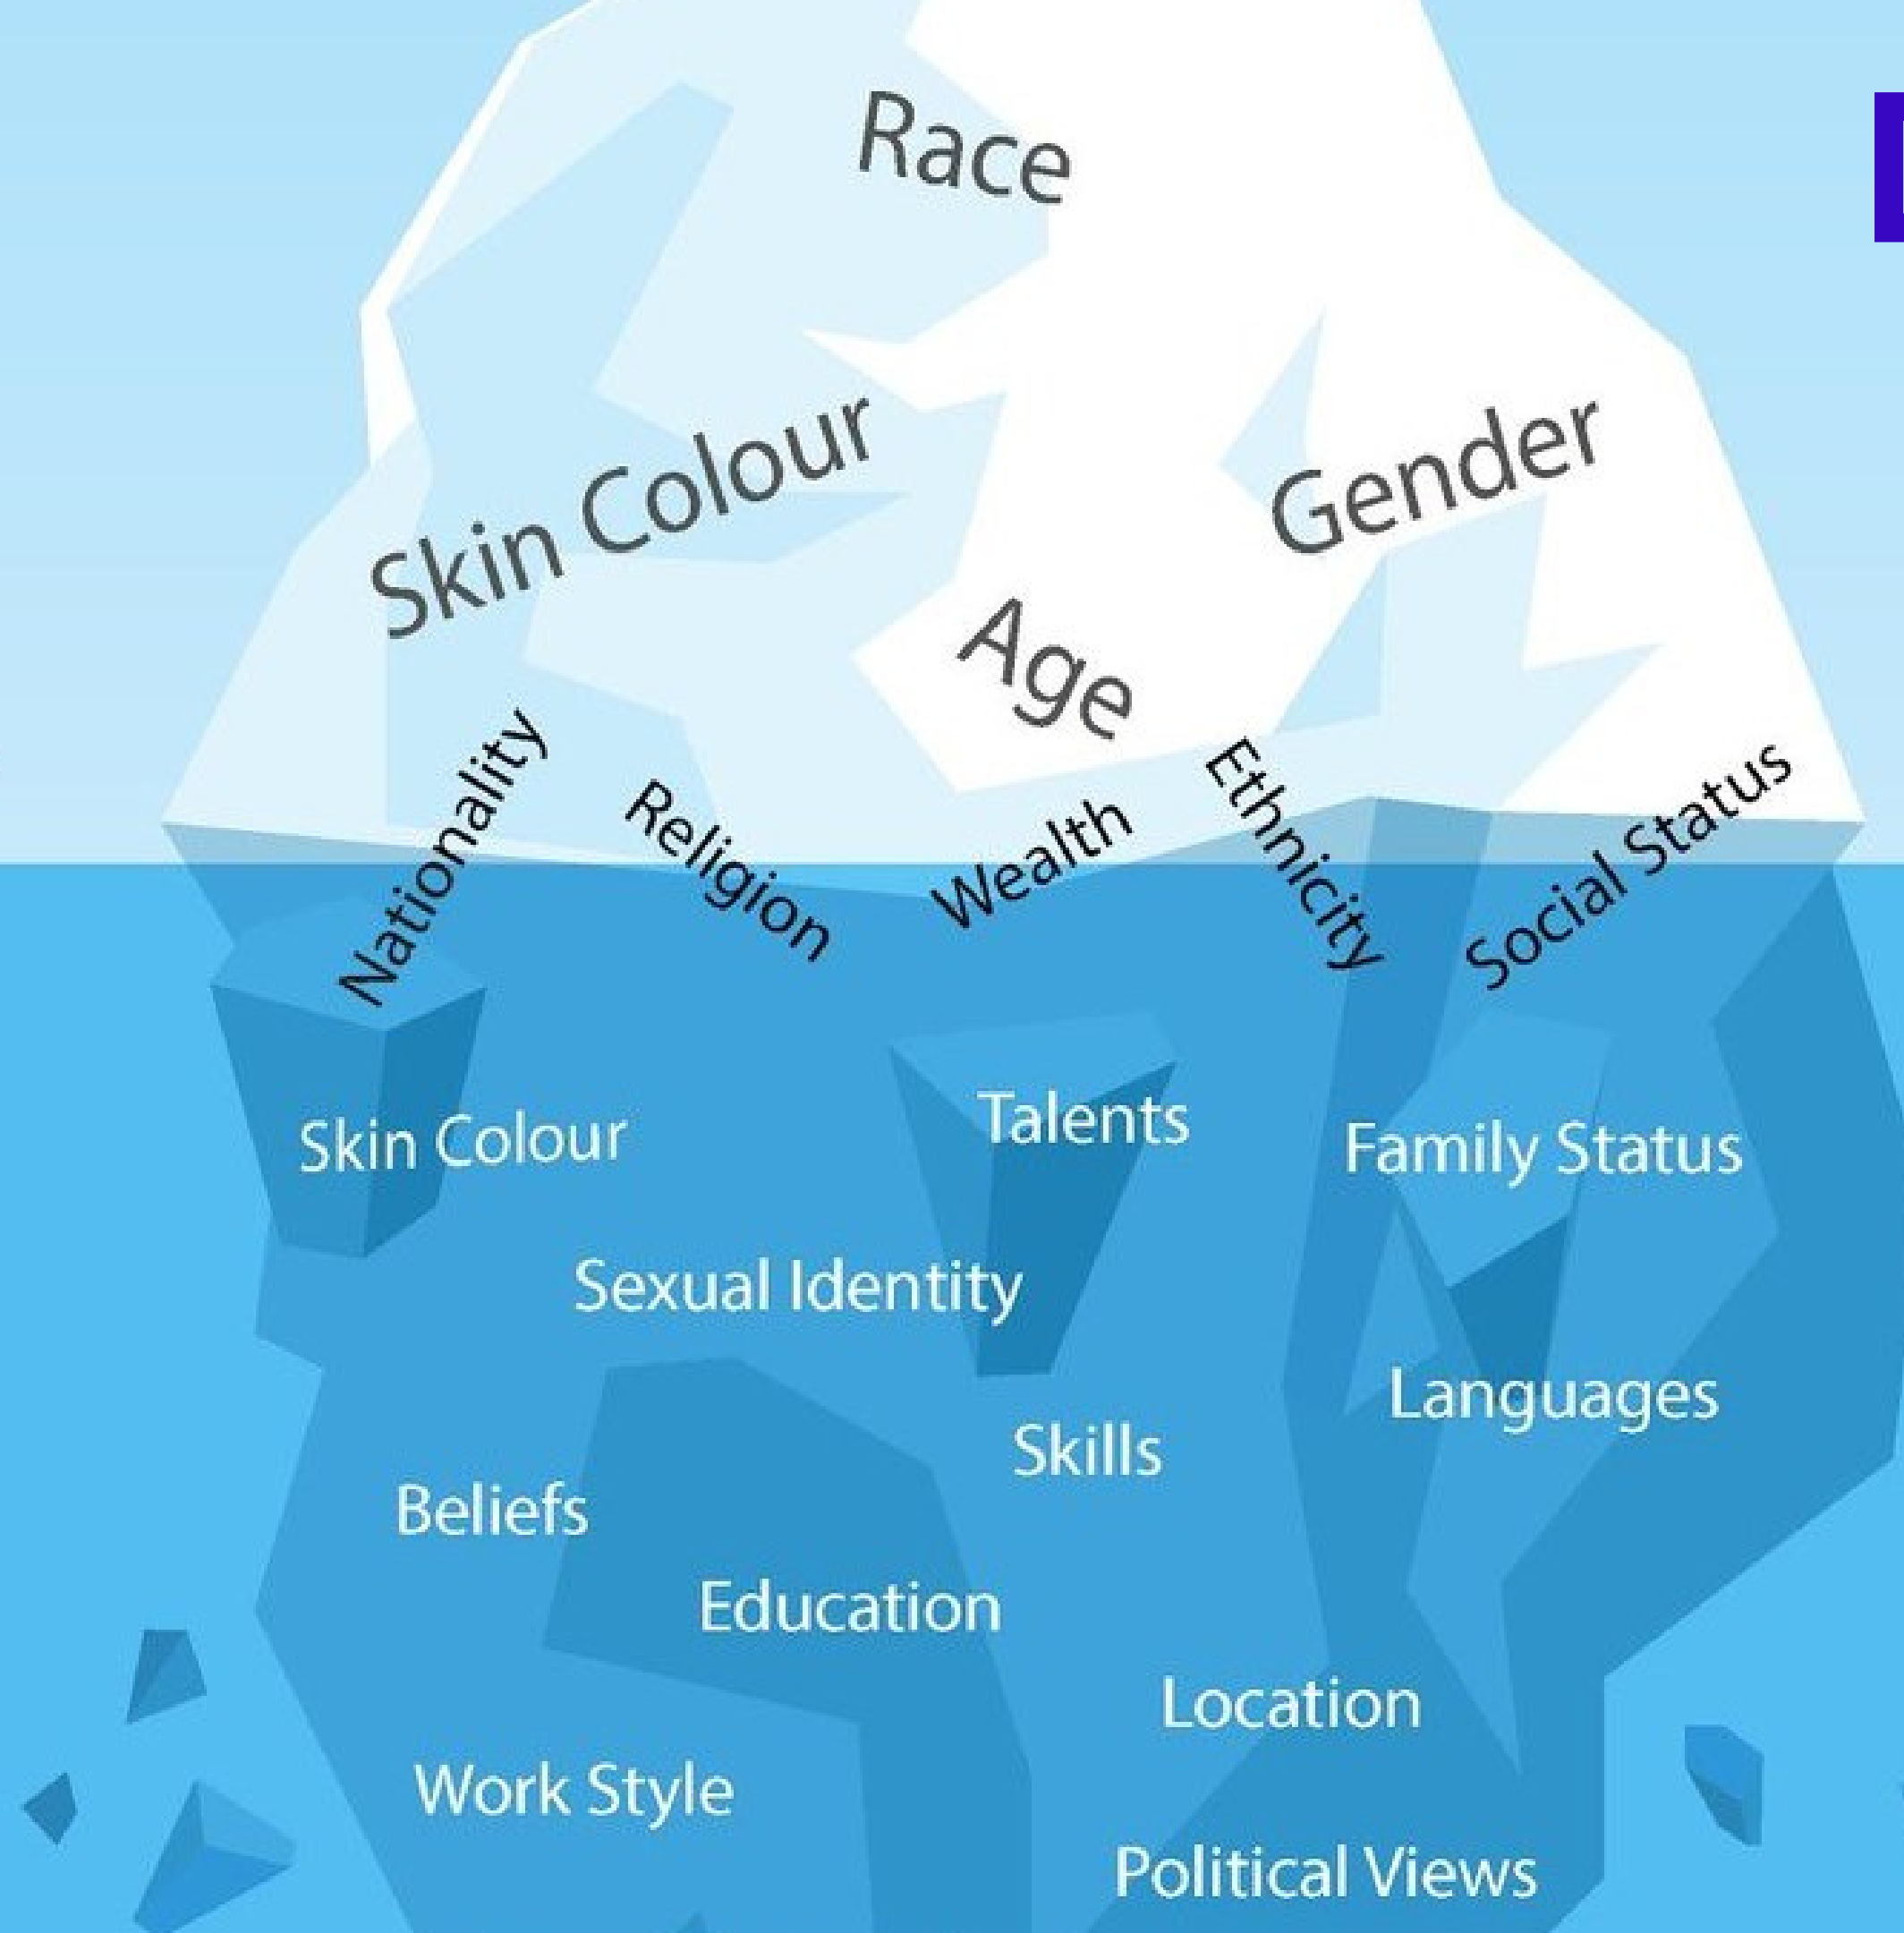 Race
Skin Colour
Gender
Age
Nationality
Religion
Wealth
Ethnicity
Social Status
Skin Colour
Talents
Family Status
Sexual Identity
Languages
Skills
Beliefs
Education
Location
Work Style
Political Views